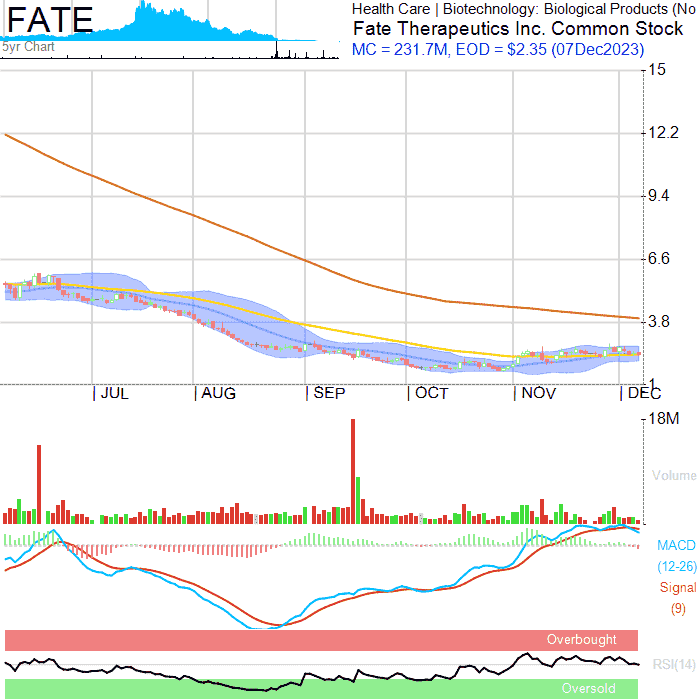 FATE
5yr Chart
Health Care | Biotechnology: Biological Products (No
Fate Therapeutics Inc. Common Stock
MC = 231.7M, EOD = $2.35 (07Dec2023)
15
12.2
9.4
6.6
3.8
1
JUL AUG SEP OCT NOV DEC
18M
Volume
MACD
(12-26)
Signal
(9)
Overbought
RSI(14)
Oversold